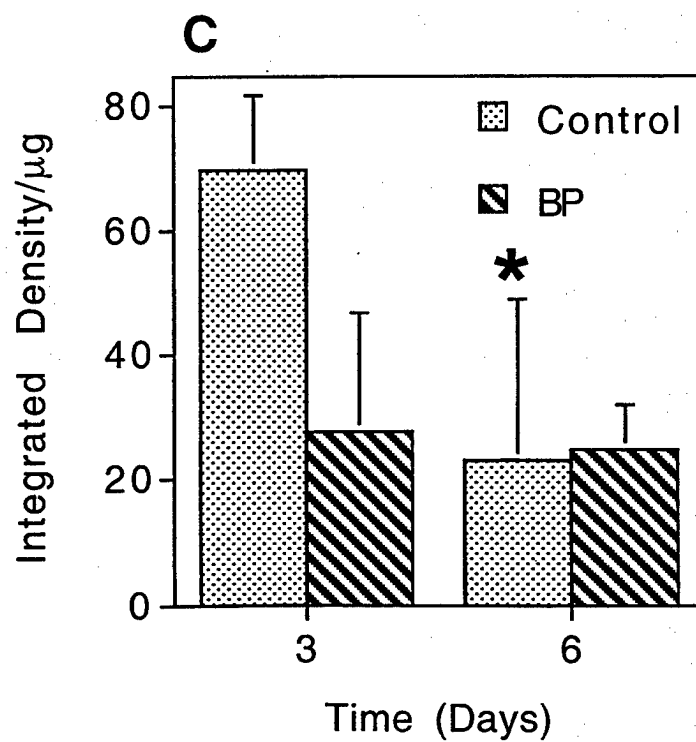 C
Integrated Density/μg
80
60
40
20
0
Control
BP
*
3
6
Time (Days)